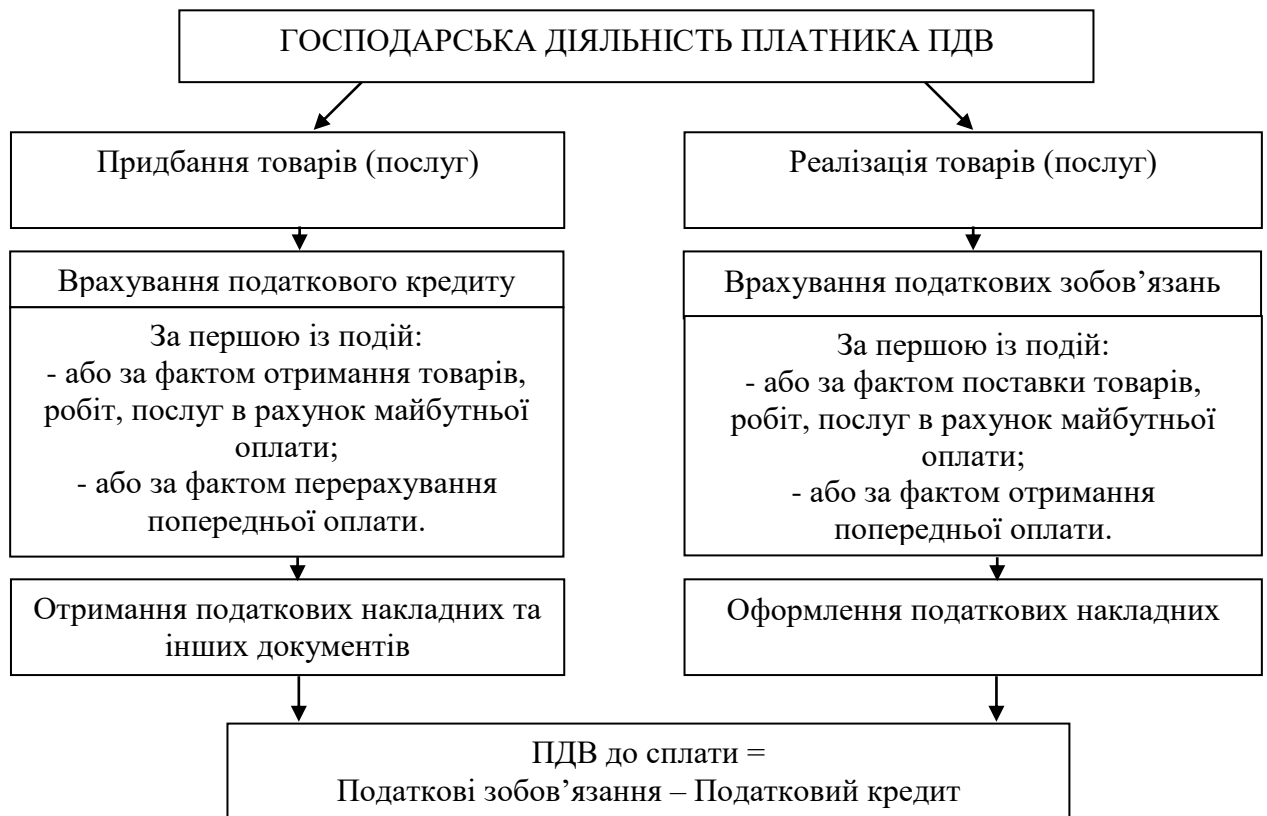 ГОСПОДАРСЬКА ДІЯЛЬНІСТЬ ПЛАТНИКА ПДВ
Придбання товарів (послуг)
Врахування податкового кредиту
За першою із подій:
- або за фактом отримання товарів,
робіт, послуг в рахунок майбутньої
оплати;
- або за фактом перерахування
попередньої оплати.
Отримання податкових накладних та
інших документів
Реалізація товарів (послуг)
Врахування податкових зобов’язань
За першою із подій:
- або за фактом поставки товарів,
робіт, послуг в рахунок майбутньої
оплати;
- або за фактом отримання
попередньої оплати.
Оформлення податкових накладних
ПДВ до сплати =
Податкові зобов’язання – Податковий кредит